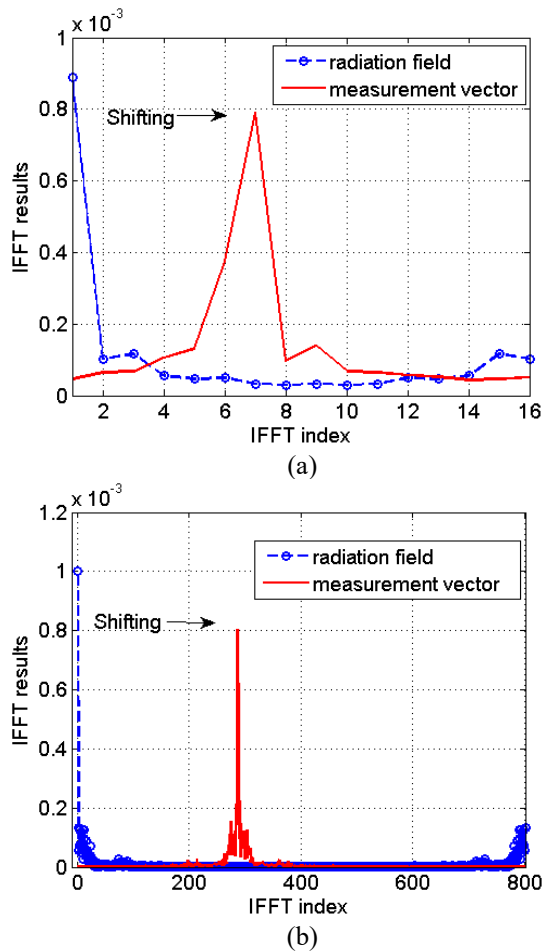 x 10-3
1
0.8
0.6
0.4
0.2
0
IFFT results
radiation field
measurement vector
Shifting
2 4 6 8 10 12 14 16
IFFT index
(a)
x 10-3
1.2
1
0.8
0.6
0.4
0.2
0
IFFT results
radiation field
measurement vector
Shifting
0 200 400 600 800
IFFT index
(b)